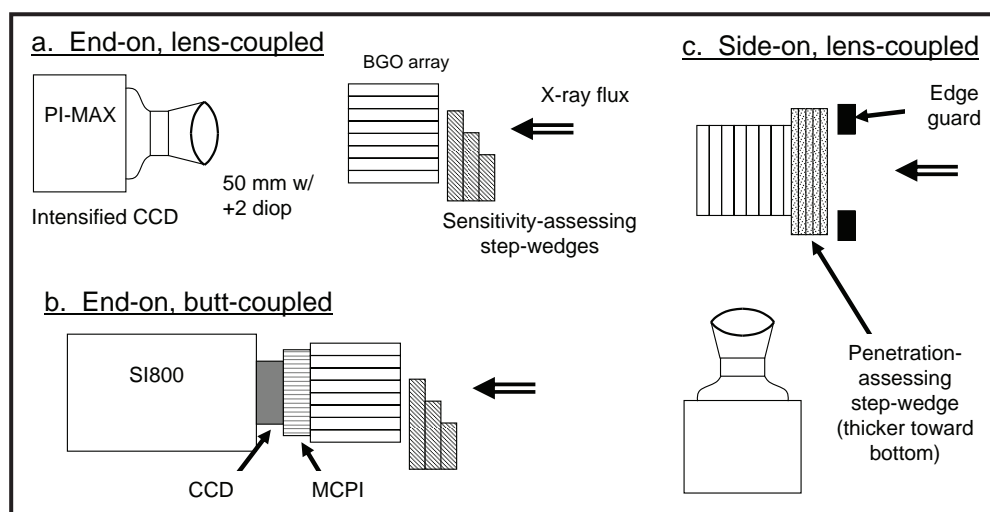 a. End-on, lens-coupled
PI-MAX
Intensified CCD
50 mm w/
+2 diop
BGO array
X-ray flux
Sensitivity-assessing
step-wedges
b. End-on, butt-coupled
SI800
CCD
MCPI
c. Side-on, lens-coupled
Edge
guard
Penetration-
assessing
step-wedge
(thicker toward
bottom)